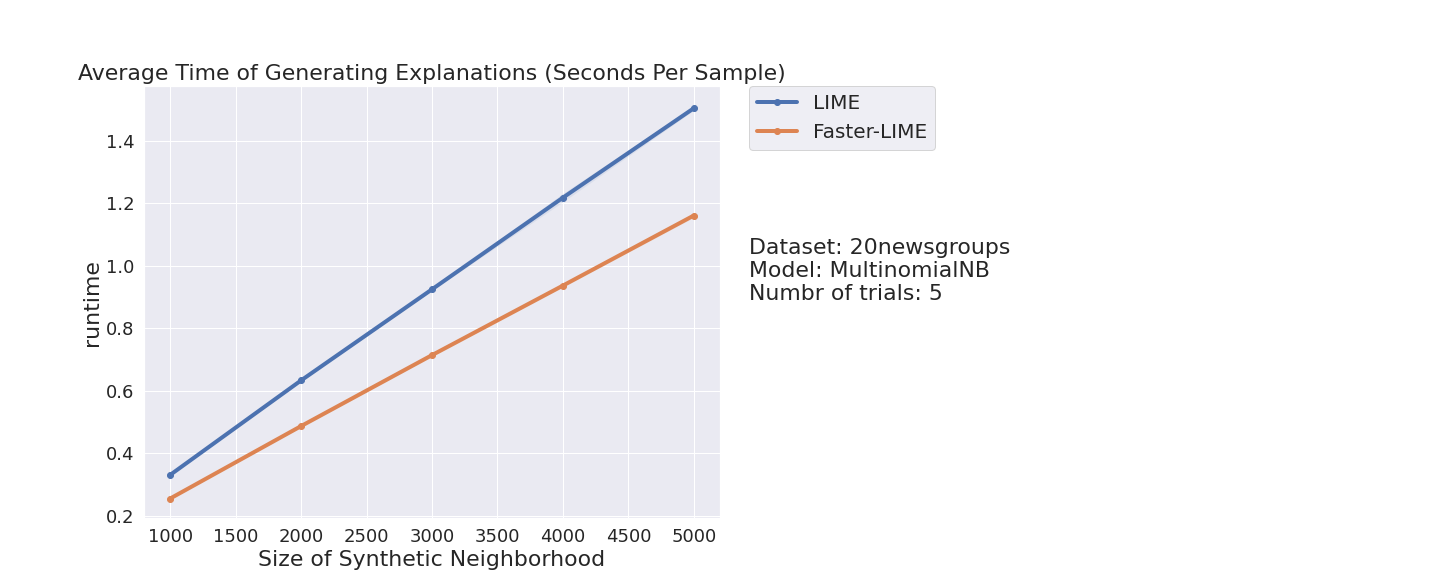 Average Time of Generating Explanations (Seconds Per Sample)
LIME
Faster-LIME
1.4
1.2
1.0
0.8
0.6
0.4
0.2
runtime
Dataset: 20newsgroups
Model: MultinomialNB
Numbr of trials: 5
1000 1500 2000 2500 3000 3500 4000 4500 5000
Size of Synthetic Neighborhood